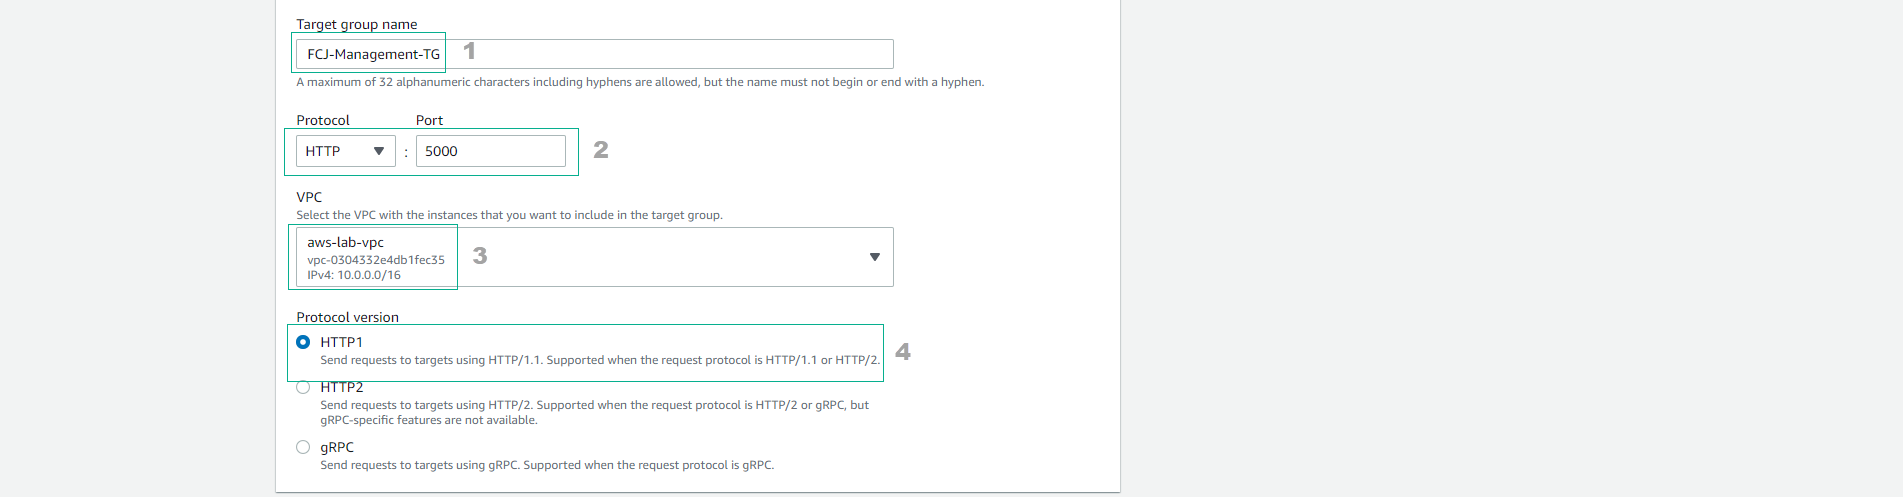 Target group name
FCJ-Management-TG 1
A maximum of 32 alphanumeric characters including hyphens are allowed, but the name must not begin or end with a hyphen.
Protocol Port
HTTP : 5000 2
VPC
Select the VPC with the instances that you want to include in the target group.
aws-lab-vpc
vpc-0304332e4db1fec35 3
IPv4: 10.0.0.0/16
Protocol version
HTTP1
Send requests to targets using HTTP/1.1. Supported when the request protocol is HTTP/1.1 or HTTP/2. 4
HTTP2
Send requests to targets using HTTP/2. Supported when the request protocol is HTTP/2 or gRPC, but
gRPC-specific features are not available.
gRPC
Send requests to targets using gRPC. Supported when the request protocol is gRPC.